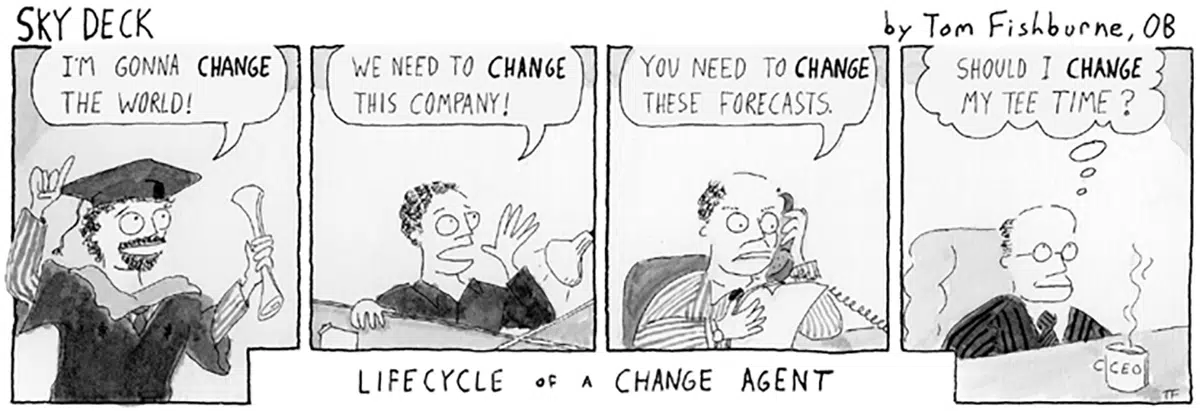 SKY DECK
by Tom Fishburne, OB
I'M GONNA CHANGE
THE WORLD!
WE NEED TO CHANGE
THIS COMPANY!
YOU NEED TO CHANGE
THESE FORECASTS.
SHOULD I CHANGE
MY TEE TIME?
LIFECYCLE OF A CHANGE AGENT
CEO
TF